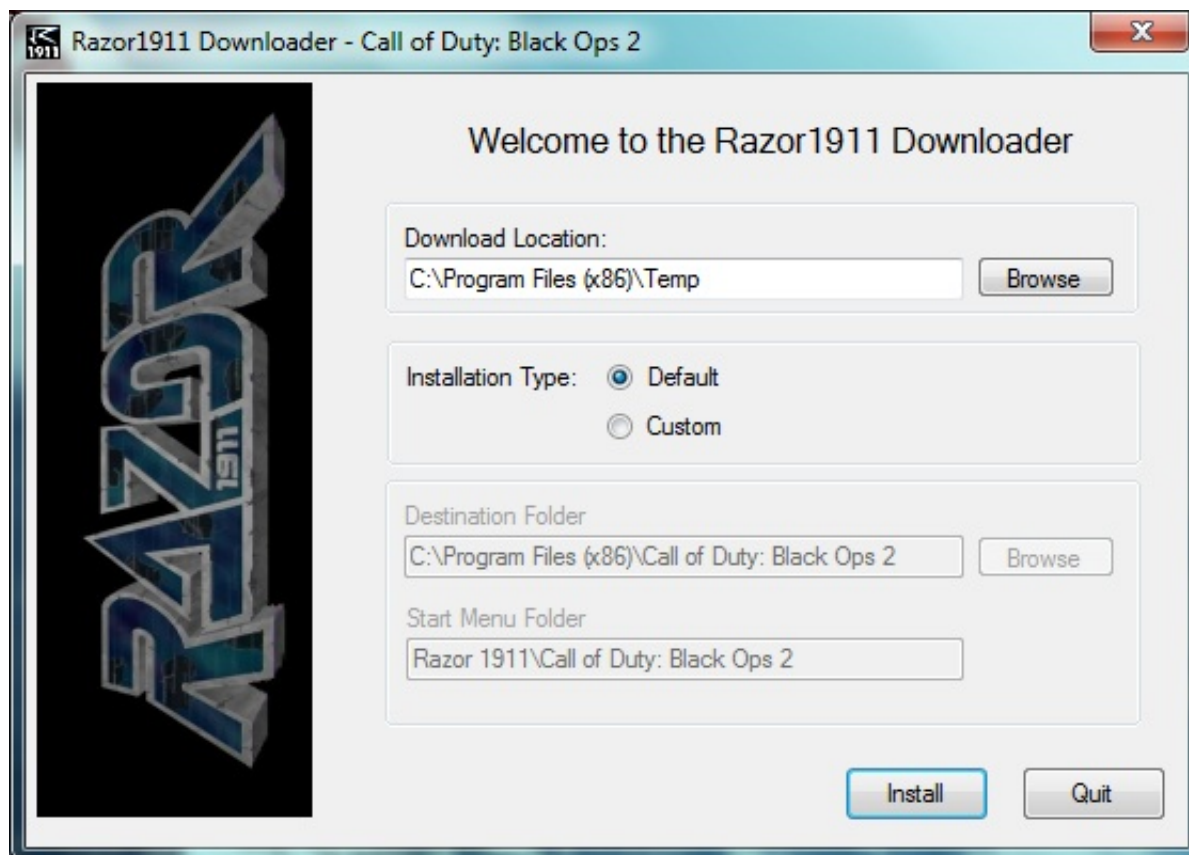 1911
Razor1911 Downloader - Call of Duty: Black Ops 2
RAZOR
1911
Welcome to the Razor1911 Downloader
Download Location:
C:\Program Files (x86)\Temp
Browse
Installation Type:
Default
Custom
Destination Folder
C:\Program Files (x86)\Call of Duty: Black Ops 2
Browse
Start Menu Folder
Razor 1911\Call of Duty: Black Ops 2
Install
Quit